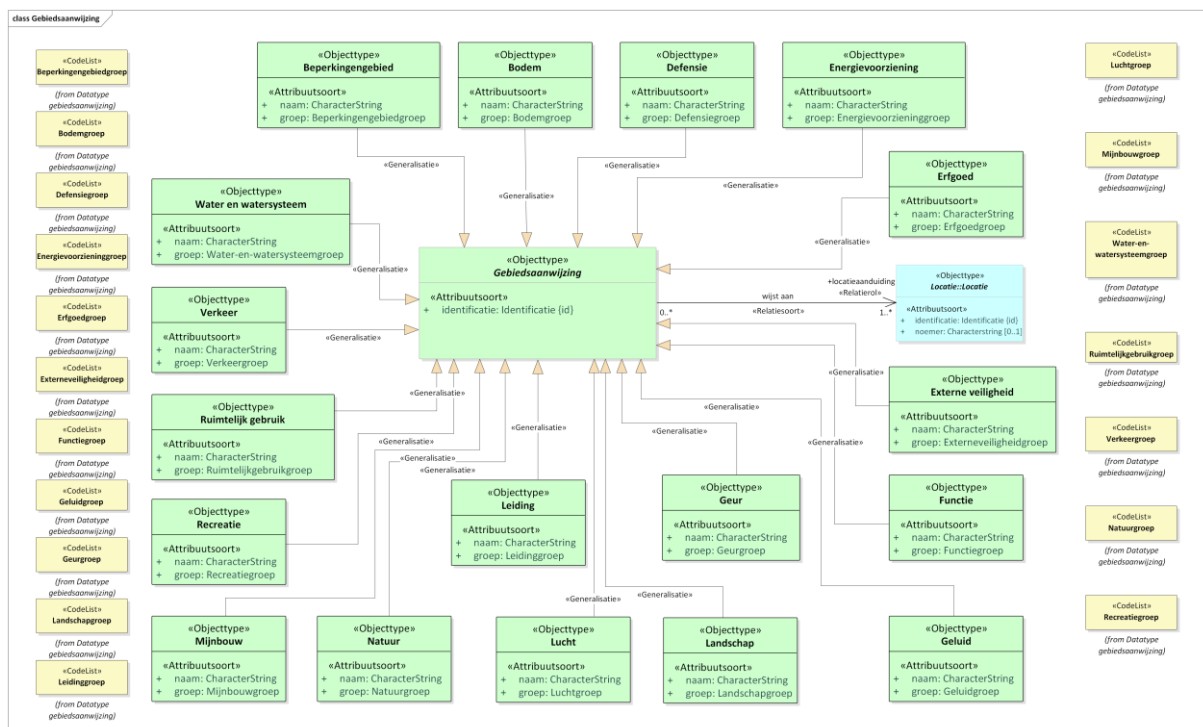 class Gebiedsaanwijzing
«CodeList»
Beperkingengebiedgroep
(from Datatype
gebiedsaanwijzing)
«CodeList»
Bodemgroep
(from Datatype
gebiedsaanwijzing)
«CodeList»
Defensiegroep
(from Datatype
gebiedsaanwijzing)
«CodeList»
Energievoorzieninggroep
(from Datatype
gebiedsaanwijzing)
«CodeList»
Erfgoedgroep
(from Datatype
gebiedsaanwijzing)
«CodeList»
Externeveiligheidgroep
(from Datatype
gebiedsaanwijzing)
«CodeList»
Functiegroep
(from Datatype
gebiedsaanwijzing)
«CodeList»
Geluidgroep
(from Datatype
gebiedsaanwijzing)
«CodeList»
Geurgroep
(from Datatype
gebiedsaanwijzing)
«CodeList»
Landschapgroep
(from Datatype
gebiedsaanwijzing)
«CodeList»
Leidinggroep
(from Datatype
gebiedsaanwijzing)
«Objecttype»
Beperkingengebied
«Attribuutsoort»
+ naam: CharacterString
+ groep: Beperkingengebiedgroep
«Objecttype»
Bodem
«Attribuutsoort»
+ naam: CharacterString
+ groep: Bodemgroep
«Objecttype»
Defensie
«Attribuutsoort»
+ naam: CharacterString
+ groep: Defensiegroep
«Objecttype»
Energievoorziening
«Attribuutsoort»
+ naam: CharacterString
+ groep: Energievoorzieninggroep
«Generalisatie»
«Generalisatie»
«Generalisatie»
«Generalisatie»
«Objecttype»
Water en watersysteem
«Attribuutsoort»
+ naam: CharacterString
+ groep: Water-en-watersysteemgroep
«Generalisatie»
«Objecttype»
Erfgoed
«Attribuutsoort»
+ naam: CharacterString
+ groep: Erfgoedgroep
«Generalisatie»
«Objecttype»
Gebiedsaanwijzing
«Attribuutsoort»
+ identificatie: Identificatie {id}
wijst aan
0..*
«Relatiesoort»
+locatieaanduiding
«Relatierol»
1..*
«Objecttype»
Locatie::Locatie
«Attribuutsoort»
+ identificatie: Identificatie {id}
+ noemer: Characterstring [0..1]
«Objecttype»
Verkeer
«Attribuutsoort»
+ naam: CharacterString
+ groep: Verkeergroep
«Generalisatie»
«Objecttype»
Externe veiligheid
«Attribuutsoort»
+ naam: CharacterString
+ groep: Externeveiligheidgroep
«Generalisatie»
«Objecttype»
Ruimtelijk gebruik
«Attribuutsoort»
+ naam: CharacterString
+ groep: Ruimtelijkgebruikgroep
«Generalisatie»
«Generalisatie»
«Generalisatie»
«Generalisatie»
«Generalisatie»
«Generalisatie»
«Generalisatie»
«Objecttype»
Recreatie
«Attribuutsoort»
+ naam: CharacterString
+ groep: Recreatiegroep
«Objecttype»
Leiding
«Attribuutsoort»
+ naam: CharacterString
+ groep: Leidinggroep
«Objecttype»
Geur
«Attribuutsoort»
+ naam: CharacterString
+ groep: Geurgroep
«Objecttype»
Functie
«Attribuutsoort»
+ naam: CharacterString
+ groep: Functiegroep
«Generalisatie»
«Generalisatie»
«Generalisatie»
«Objecttype»
Mijnbouw
«Attribuutsoort»
+ naam: CharacterString
+ groep: Mijnbouwgroep
«Objecttype»
Natuur
«Attribuutsoort»
+ naam: CharacterString
+ groep: Natuurgroep
«Objecttype»
Lucht
«Attribuutsoort»
+ naam: CharacterString
+ groep: Luchtgroep
«Objecttype»
Landschap
«Attribuutsoort»
+ naam: CharacterString
+ groep: Landschapgroep
«Objecttype»
Geluid
«Attribuutsoort»
+ naam: CharacterString
+ groep: Geluidgroep
«CodeList»
Luchtgroep
(from Datatype
gebiedsaanwijzing)
«CodeList»
Mijnbouwgroep
(from Datatype
gebiedsaanwijzing)
«CodeList»
Water-en-
watersysteemgroep
(from Datatype
gebiedsaanwijzing)
«CodeList»
Ruimtelijkgebruikgroep
(from Datatype
gebiedsaanwijzing)
«CodeList»
Verkeergroep
(from Datatype
gebiedsaanwijzing)
«CodeList»
Natuurgroep
(from Datatype
gebiedsaanwijzing)
«CodeList»
Recreatiegroep
(from Datatype
gebiedsaanwijzing)